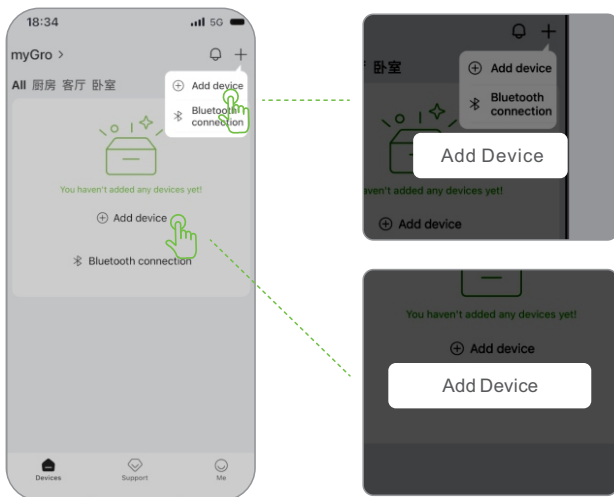 18:34
5G
myGro >
All 厨房 客厅 卧室
Add device
Bluetooth
connection
You haven't added any devices yet!
Add device
Bluetooth connection
Devices
Support
Me
卧室
Add device
Bluetooth
connection
Add Device
aven't added any devices yet!
Add device
You haven't added any devices yet!
Add device
Add Device